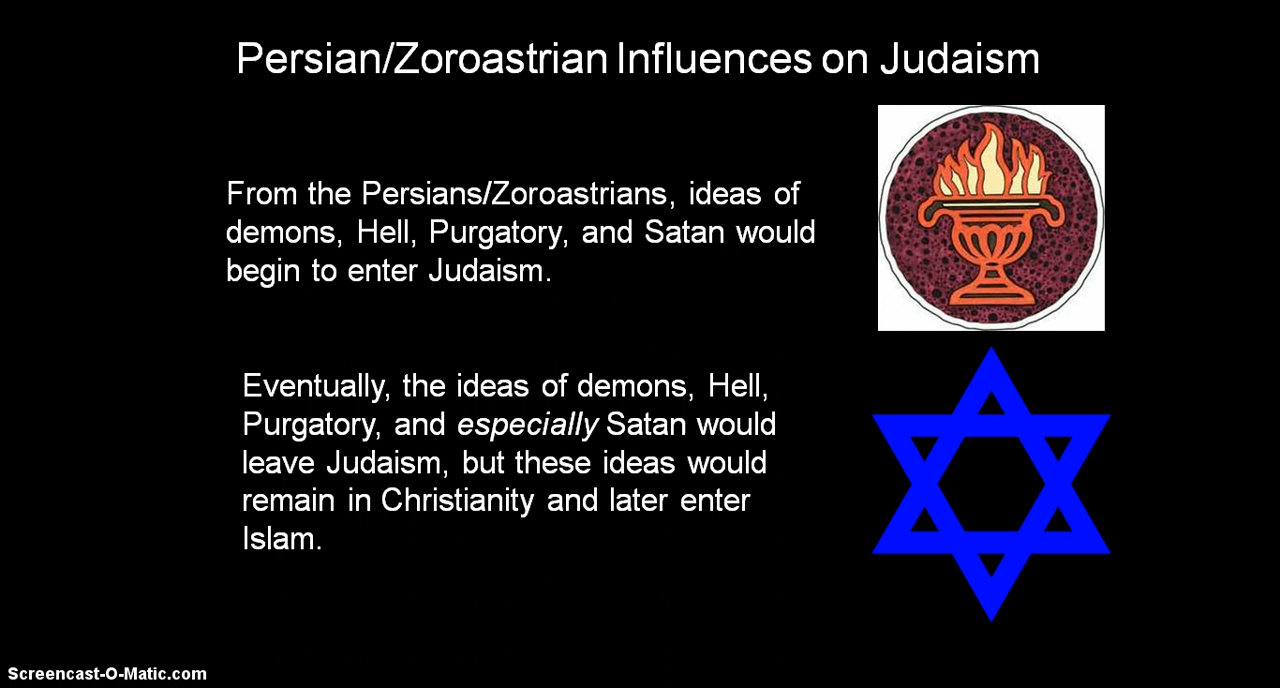 Persian/Zoroastrian Influences on Judaism
From the Persians/Zoroastrians, ideas of
demons, Hell, Purgatory, and Satan would
begin to enter Judaism.
Eventually, the ideas of demons, Hell,
Purgatory, and especially Satan would
leave Judaism, but these ideas would
remain in Christianity and later enter
Islam.
Screencast-O-Matic.com